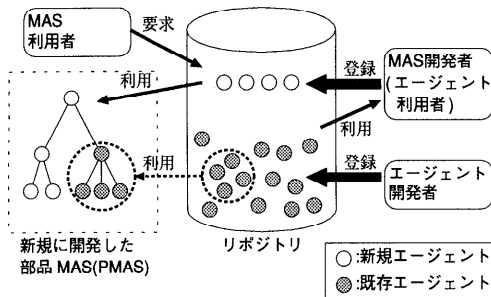 MAS
利用者
要求
利用
登録
MAS開発者
(エージェント
利用者)
利用
利用
登録
エージェント
開発者
新規に開発した
部品 MAS(PMAS)
リポジトリ
:新規エージェント
:既存エージェント